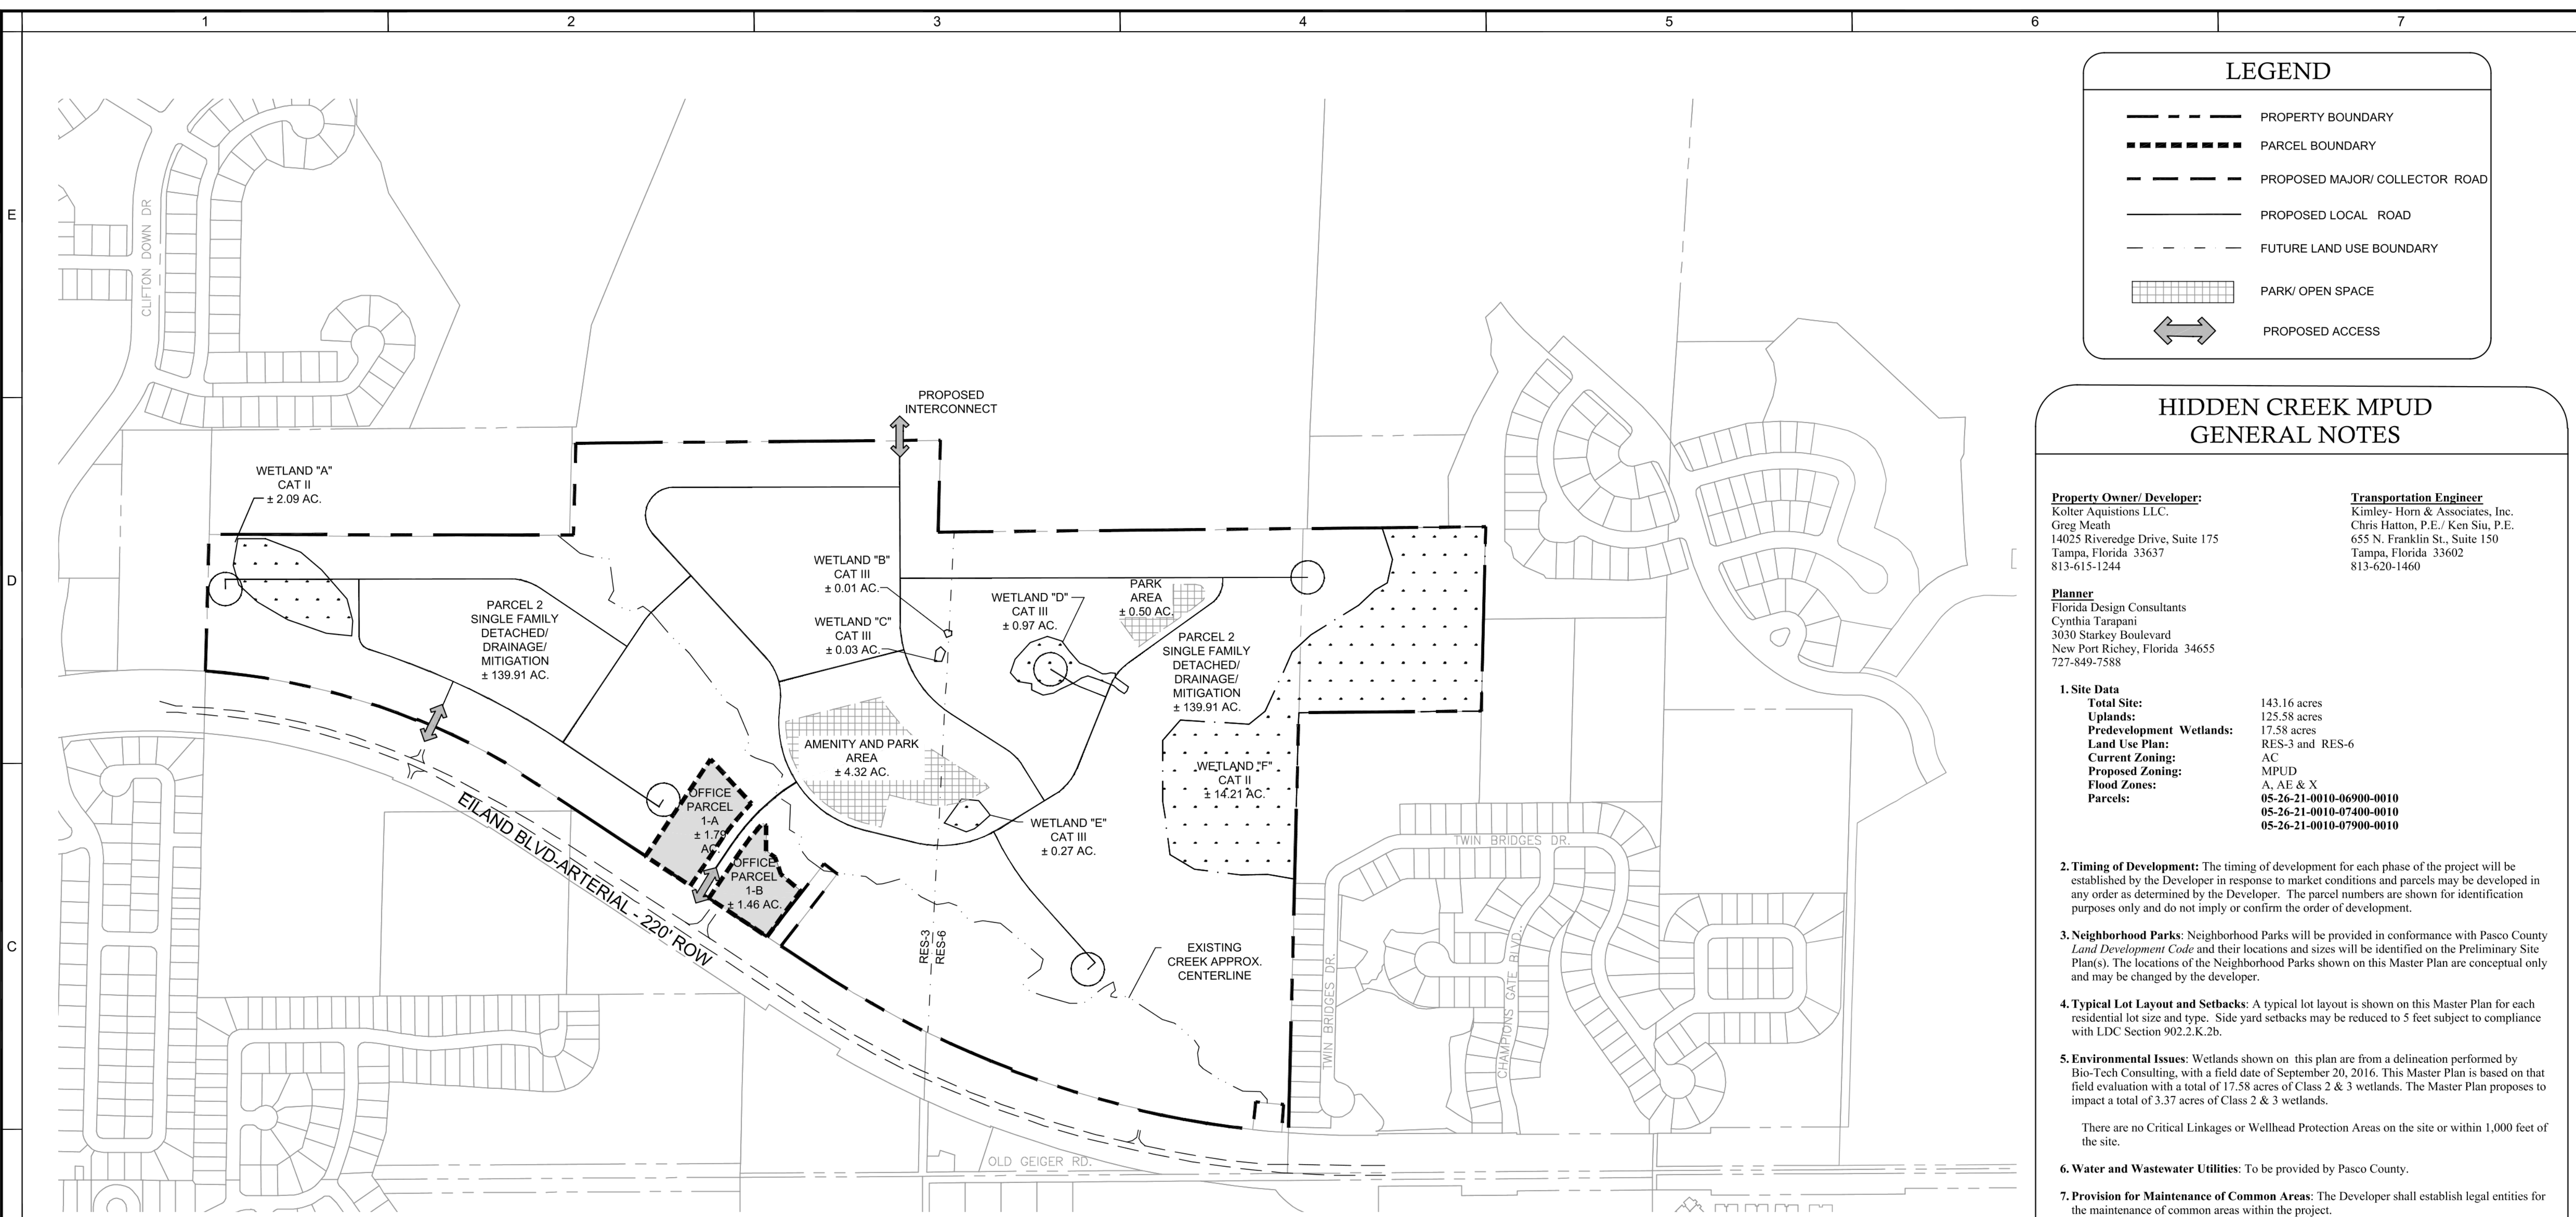 1 2 3 4 5 6 7
E
D
C
LEGEND
PROPERTY BOUNDARY
PARCEL BOUNDARY
PROPOSED MAJOR/ COLLECTOR ROAD
PROPOSED LOCAL ROAD
FUTURE LAND USE BOUNDARY
PARK/ OPEN SPACE
PROPOSED ACCESS
CLIFTON DOWN DR
PROPOSED
INTERCONNECT
WETLAND "A"
CAT II
± 2.09 AC.
WETLAND "B"
CAT III
± 0.01 AC.
WETLAND "C"
CAT III
± 0.03 AC.
WETLAND "D"
CAT III
± 0.97 AC.
PARK
AREA
± 0.50 AC.
PARCEL 2
SINGLE FAMILY
DETACHED/
DRAINAGE/
MITIGATION
± 139.91 AC.
PARCEL 2
SINGLE FAMILY
DETACHED/
DRAINAGE/
MITIGATION
± 139.91 AC.
AMENITY AND PARK
AREA
± 4.32 AC.
WETLAND "F"
CAT II
± 14.21 AC.
WETLAND "E"
CAT III
± 0.27 AC.
OFFICE
PARCEL
1-A
± 1.79
AC.
OFFICE
PARCEL
1-B
± 1.46 AC.
EILAND BLVD-ARTERIAL - 220' ROW
RES-3
RES-6
EXISTING
CREEK APPROX.
CENTERLINE
TWIN BRIDGES DR.
TWIN BRIDGES DR.
CHAMPIONS GATE BLVD.
OLD GEIGER RD.
HIDDEN CREEK MPUD
GENERAL NOTES
Property Owner/ Developer:
Kolter Aquistions LLC.
Greg Meath
14025 Riveredge Drive, Suite 175
Tampa, Florida 33637
813-615-1244
Transportation Engineer
Kimley- Horn & Associates, Inc.
Chris Hatton, P.E./ Ken Siu, P.E.
655 N. Franklin St., Suite 150
Tampa, Florida 33602
813-620-1460
Planner
Florida Design Consultants
Cynthia Tarapani
3030 Starkey Boulevard
New Port Richey, Florida 34655
727-849-7588
1. Site Data
Total Site: 143.16 acres
Uplands: 125.58 acres
Predevelopment Wetlands: 17.58 acres
Land Use Plan: RES-3 and RES-6
Current Zoning: AC
Proposed Zoning: MPUD
Flood Zones: A, AE & X
Parcels: 05-26-21-0010-06900-0010
05-26-21-0010-07400-0010
05-26-21-0010-07900-0010
2. Timing of Development: The timing of development for each phase of the project will be
established by the Developer in response to market conditions and parcels may be developed in
any order as determined by the Developer. The parcel numbers are shown for identification
purposes only and do not imply or confirm the order of development.
3. Neighborhood Parks: Neighborhood Parks will be provided in conformance with Pasco County
Land Development Code and their locations and sizes will be identified on the Preliminary Site
Plan(s). The locations of the Neighborhood Parks shown on this Master Plan are conceptual only
and may be changed by the developer.
4. Typical Lot Layout and Setbacks: A typical lot layout is shown on this Master Plan for each
residential lot size and type. Side yard setbacks may be reduced to 5 feet subject to compliance
with LDC Section 902.2.K.2b.
5. Environmental Issues: Wetlands shown on this plan are from a delineation performed by
Bio-Tech Consulting, with a field date of September 20, 2016. This Master Plan is based on that
field evaluation with a total of 17.58 acres of Class 2 & 3 wetlands. The Master Plan proposes to
impact a total of 3.37 acres of Class 2 & 3 wetlands.
There are no Critical Linkages or Wellhead Protection Areas on the site or within 1,000 feet of
the site.
6. Water and Wastewater Utilities: To be provided by Pasco County.
7. Provision for Maintenance of Common Areas: The Developer shall establish legal entities for
the maintenance of common areas within the project.